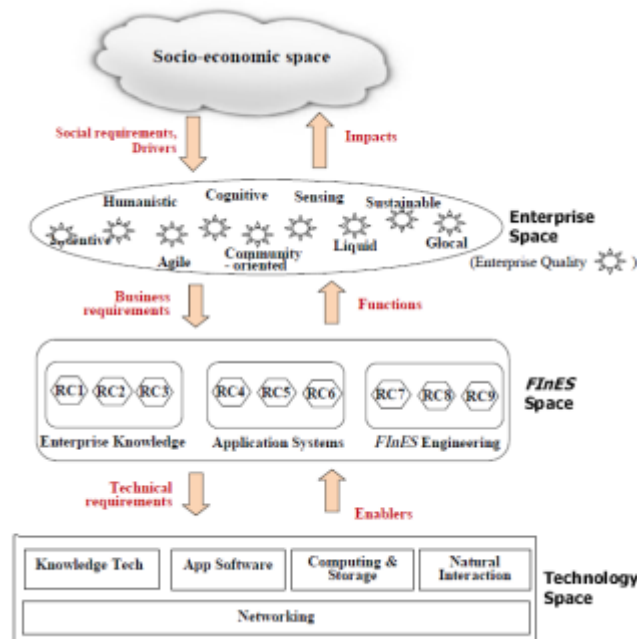 Socio-economic space
Social requirements,
Drivers
Impacts
Humanistic
Cognitive
Sensing
Sustainable
Agile
Community
- oriented
Liquid
Glocal
Enterprise
Space
(Enterprise Quality )
Business
requirements
Functions
RC1 RC2 RC3
RC4 RC5 RC6
RC7 RC8 RC9
Enterprise Knowledge
Application Systems
FInES Engineering
FInES
Space
Technical
requirements
Enablers
Knowledge Tech
App Software
Computing &
Storage
Natural
Interaction
Networking
Technology
Space